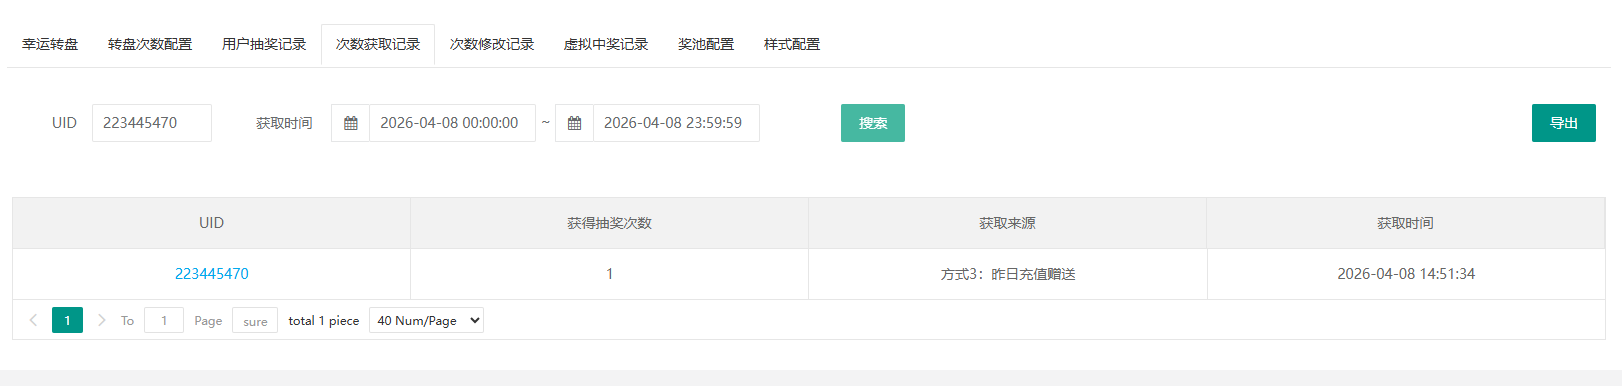 幸运转盘 转盘次数配置 用户抽奖记录 次数获取记录 次数修改记录 虚拟中奖记录 奖池配置 样式配置
UID 223445470 获取时间 2026-04-08 00:00:00 ~ 2026-04-08 23:59:59 搜索 导出
UID 获得抽奖次数 获取来源 获取时间
223445470 1 方式3：昨日充值赠送 2026-04-08 14:51:34
1 To 1 Page sure total 1 piece 40 Num/Page